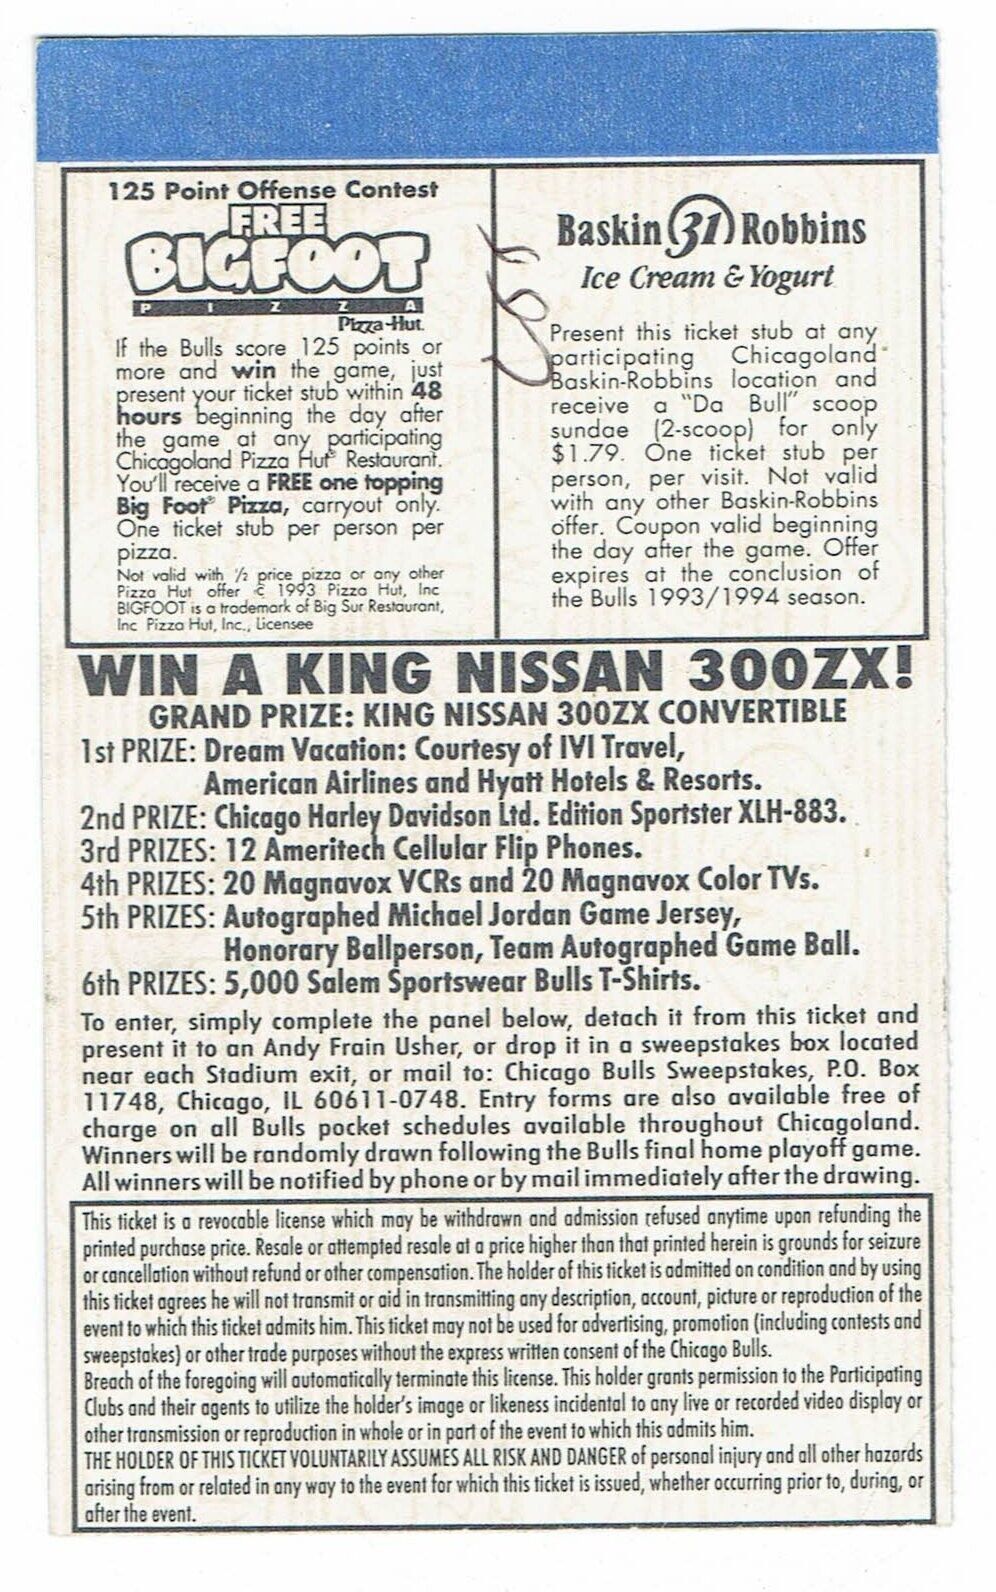 125 Point Offense Contest
FREE
BIGFOOT
PIZZA
Pizza Hut.
If the Bulls score 125 points or
more and win the game, just
present your ticket stub within 48
hours beginning the day after
the game at any participating
Chicagoland Pizza Hut® Restaurant.
You'll receive a FREE one topping
Big Foot® Pizza, carryout only.
One ticket stub per person per
pizza.
Not valid with ½ price pizza or any other
Pizza Hut offer © 1993 Pizza Hut, Inc
BIGFOOT is a trademark of Big Sur Restaurant,
Inc Pizza Hut, Inc., Licensee
Baskin 31 Robbins
Ice Cream & Yogurt
Present this ticket stub at any
participating Chicagoland
Baskin-Robbins location and
receive a "Da Bull" scoop
sundae (2-scoop) for only
$1.79. One ticket stub per
person, per visit. Not valid
with any other Baskin-Robbins
offer. Coupon valid beginning
the day after the game. Offer
expires at the conclusion of
the Bulls 1993/1994 season.
WIN A KING NISSAN 300ZX!
GRAND PRIZE: KING NISSAN 300ZX CONVERTIBLE
1st PRIZE: Dream Vacation: Courtesy of IVI Travel,
American Airlines and Hyatt Hotels & Resorts.
2nd PRIZE: Chicago Harley Davidson Ltd. Edition Sportster XLH-883.
3rd PRIZES: 12 Ameritech Cellular Flip Phones.
4th PRIZES: 20 Magnavox VCRs and 20 Magnavox Color TVs.
5th PRIZES: Autographed Michael Jordan Game Jersey,
Honorary Ballperson, Team Autographed Game Ball.
6th PRIZES: 5,000 Salem Sportswear Bulls T-Shirts.
To enter, simply complete the panel below, detach it from this ticket and
present it to an Andy Frain Usher, or drop it in a sweepstakes box located
near each Stadium exit, or mail to: Chicago Bulls Sweepstakes, P.O. Box
11748, Chicago, IL 60611-0748. Entry forms are also available free of
charge on all Bulls pocket schedules available throughout Chicagoland.
Winners will be randomly drawn following the Bulls final home playoff game.
All winners will be notified by phone or by mail immediately after the drawing.
This ticket is a revocable license which may be withdrawn and admission refused anytime upon refunding the
printed purchase price. Resale or attempted resale at a price higher than that printed herein is grounds for seizure
or cancellation without refund or other compensation. The holder of this ticket is admitted on condition and by using
this ticket agrees he will not transmit or aid in transmitting any description, account, picture or reproduction of the
event to which this ticket admits him. This ticket may not be used for advertising, promotion (including contests and
sweepstakes) or other trade purposes without the express written consent of the Chicago Bulls.
Breach of the foregoing will automatically terminate this license. This holder grants permission to the Participating
Clubs and their agents to utilize the holder's image or likeness incidental to any live or recorded video display or
other transmission or reproduction in whole or in part of the event to which this admits him.
THE HOLDER OF THIS TICKET VOLUNTARILY ASSUMES ALL RISK AND DANGER of personal injury and all other hazards
arising from or related in any way to the event for which this ticket is issued, whether occurring prior to, during, or
after the event.